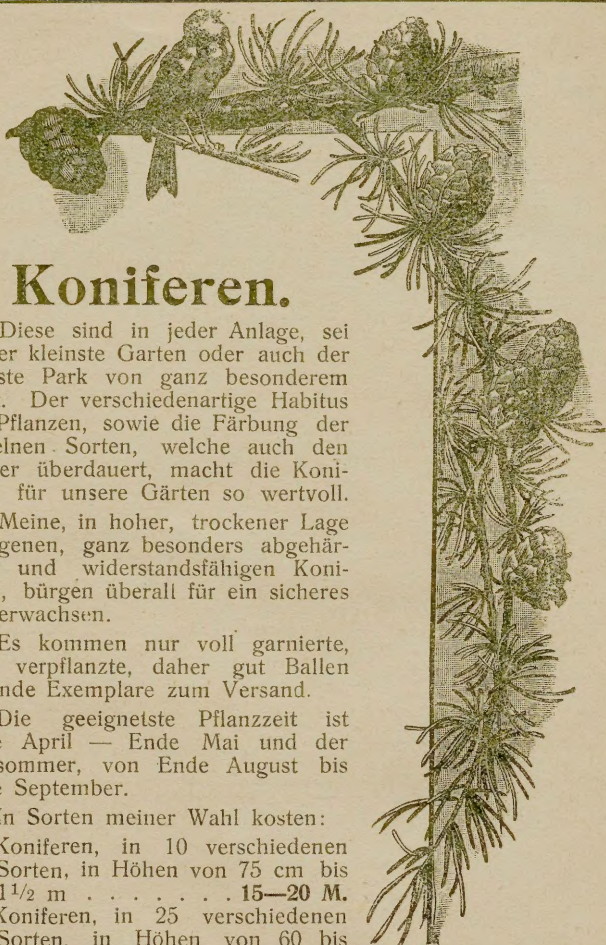 Koniferen.
Diese sind in jeder Anlage, sei
er kleinste Garten oder auch der
ste Park von ganz besonderem
. Der verschiedenartige Habitus
Pflanzen, sowie die Färbung der
elnen Sorten, welche auch den
er überdauert, macht die Koni-
für unsere Gärten so wertvoll.
Meine, in hoher, trockener Lage
genen, ganz besonders abgehär-
und widerstandsfähigen Koni-
, bürgen überall für ein sicheres
erwachsen.
Es kommen nur voll garnierte,
verpflanzte, daher gut Ballen
nde Exemplare zum Versand.
Die geeignetste Pflanzzeit ist
e April — Ende Mai und der
sommer, von Ende August bis
e September.
In Sorten meiner Wahl kosten:
Koniferen, in 10 verschiedenen
Sorten, in Höhen von 75 cm bis
1½ m . . . . . . . 15—20 M.
Koniferen, in 25 verschiedenen
Sorten, in Höhen von 60 bis